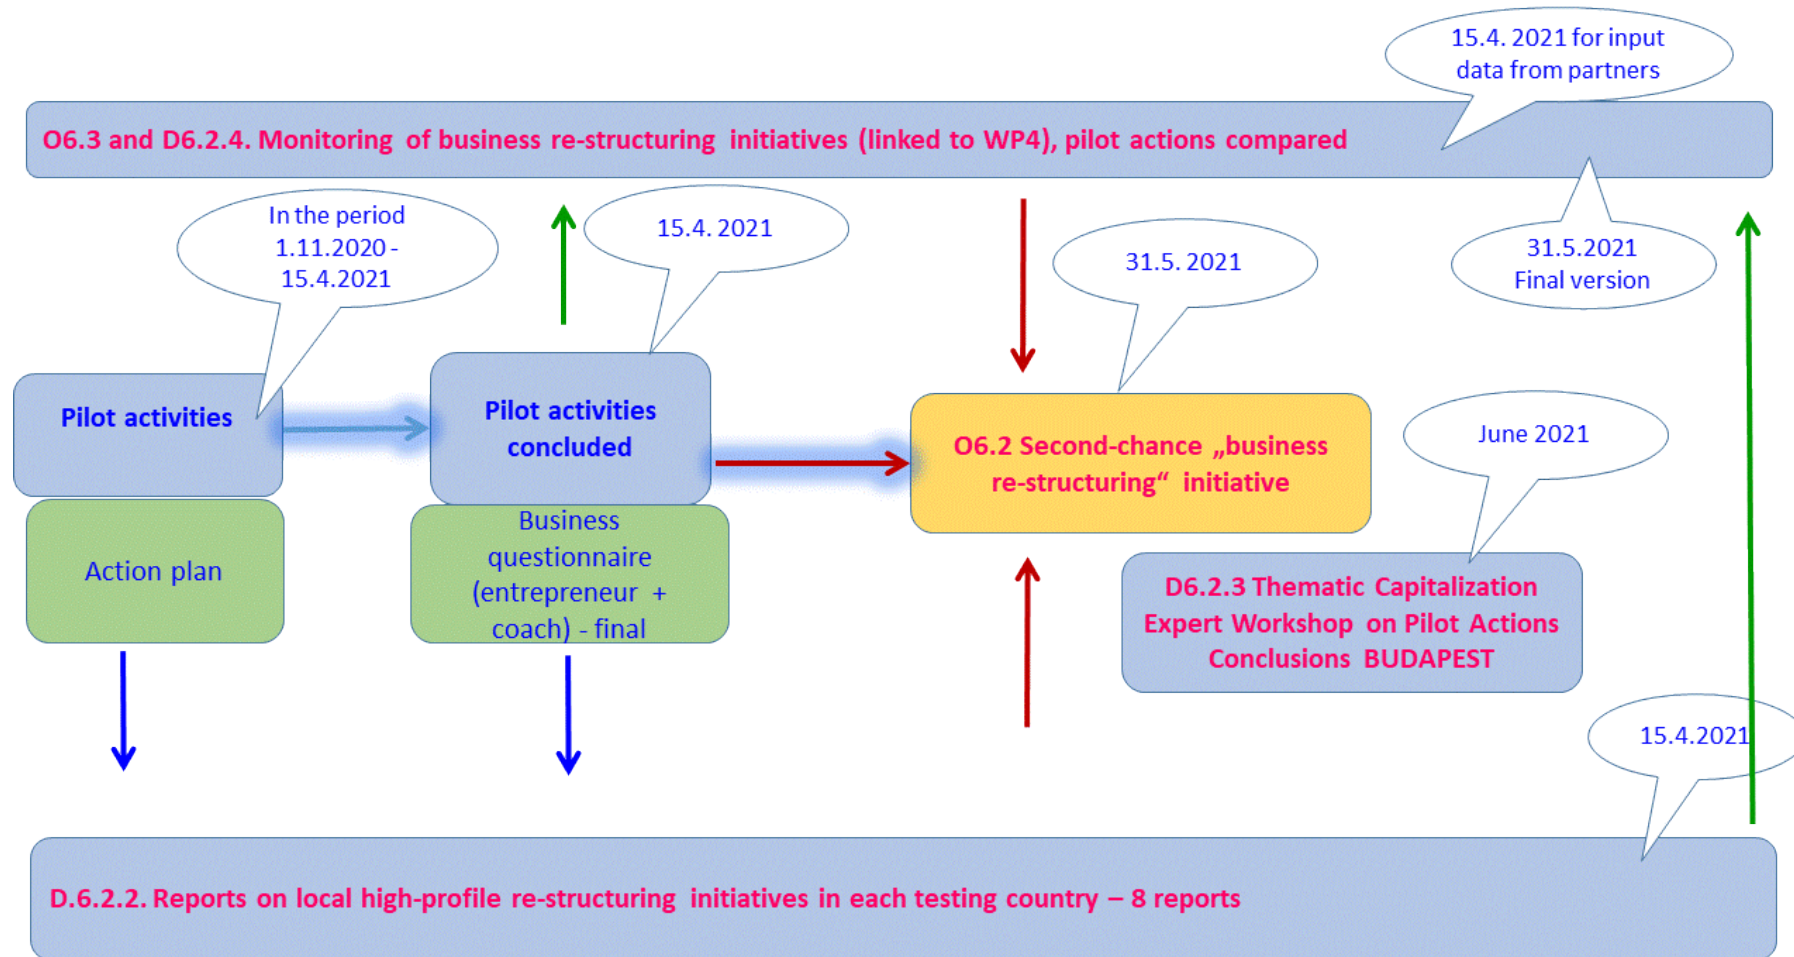 15.4. 2021 for input
data from partners
O6.3 and D6.2.4. Monitoring of business re-structuring initiatives (linked to WP4), pilot actions compared
In the period
1.11.2020 -
15.4.2021
15.4. 2021
31.5. 2021
31.5.2021
Final version
Pilot activities
Pilot activities
concluded
O6.2 Second-chance „business
re-structuring“ initiative
June 2021
Action plan
Business
questionnaire
(entrepreneur +
coach) - final
D6.2.3 Thematic Capitalization
Expert Workshop on Pilot Actions
Conclusions BUDAPEST
15.4.2021
D.6.2.2. Reports on local high-profile re-structuring initiatives in each testing country – 8 reports